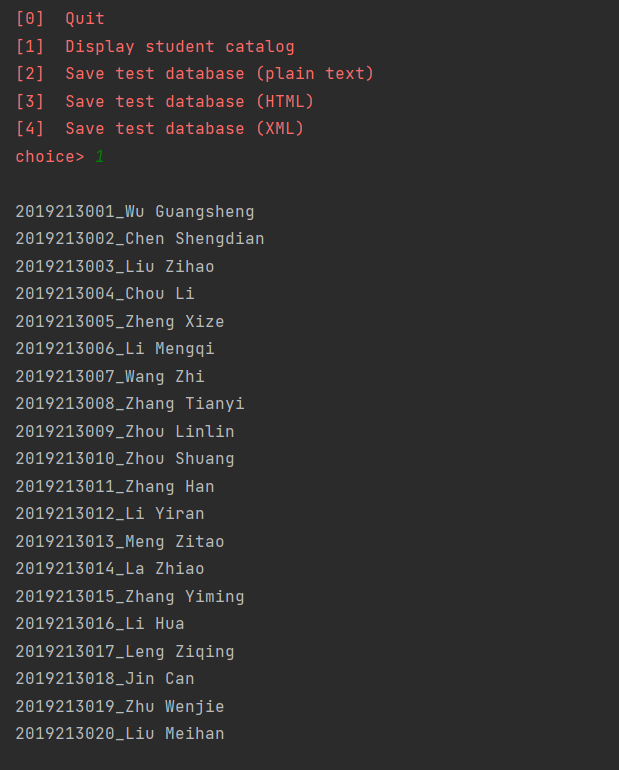 [0]  Quit
[1]  Display student catalog
[2]  Save test database (plain text)
[3]  Save test database (HTML)
[4]  Save test database (XML)
choice> 1
2019213001_Wu Guangsheng
2019213002_Chen Shengdian
2019213003_Liu Zihao
2019213004_Chou Li
2019213005_Zheng Xize
2019213006_Li Mengqi
2019213007_Wang Zhi
2019213008_Zhang Tianyi
2019213009_Zhou Linlin
2019213010_Zhou Shuang
2019213011_Zhang Han
2019213012_Li Yiran
2019213013_Meng Zitao
2019213014_La Zhiao
2019213015_Zhang Yiming
2019213016_Li Hua
2019213017_Leng Ziqing
2019213018_Jin Can
2019213019_Zhu Wenjie
2019213020_Liu Meihan